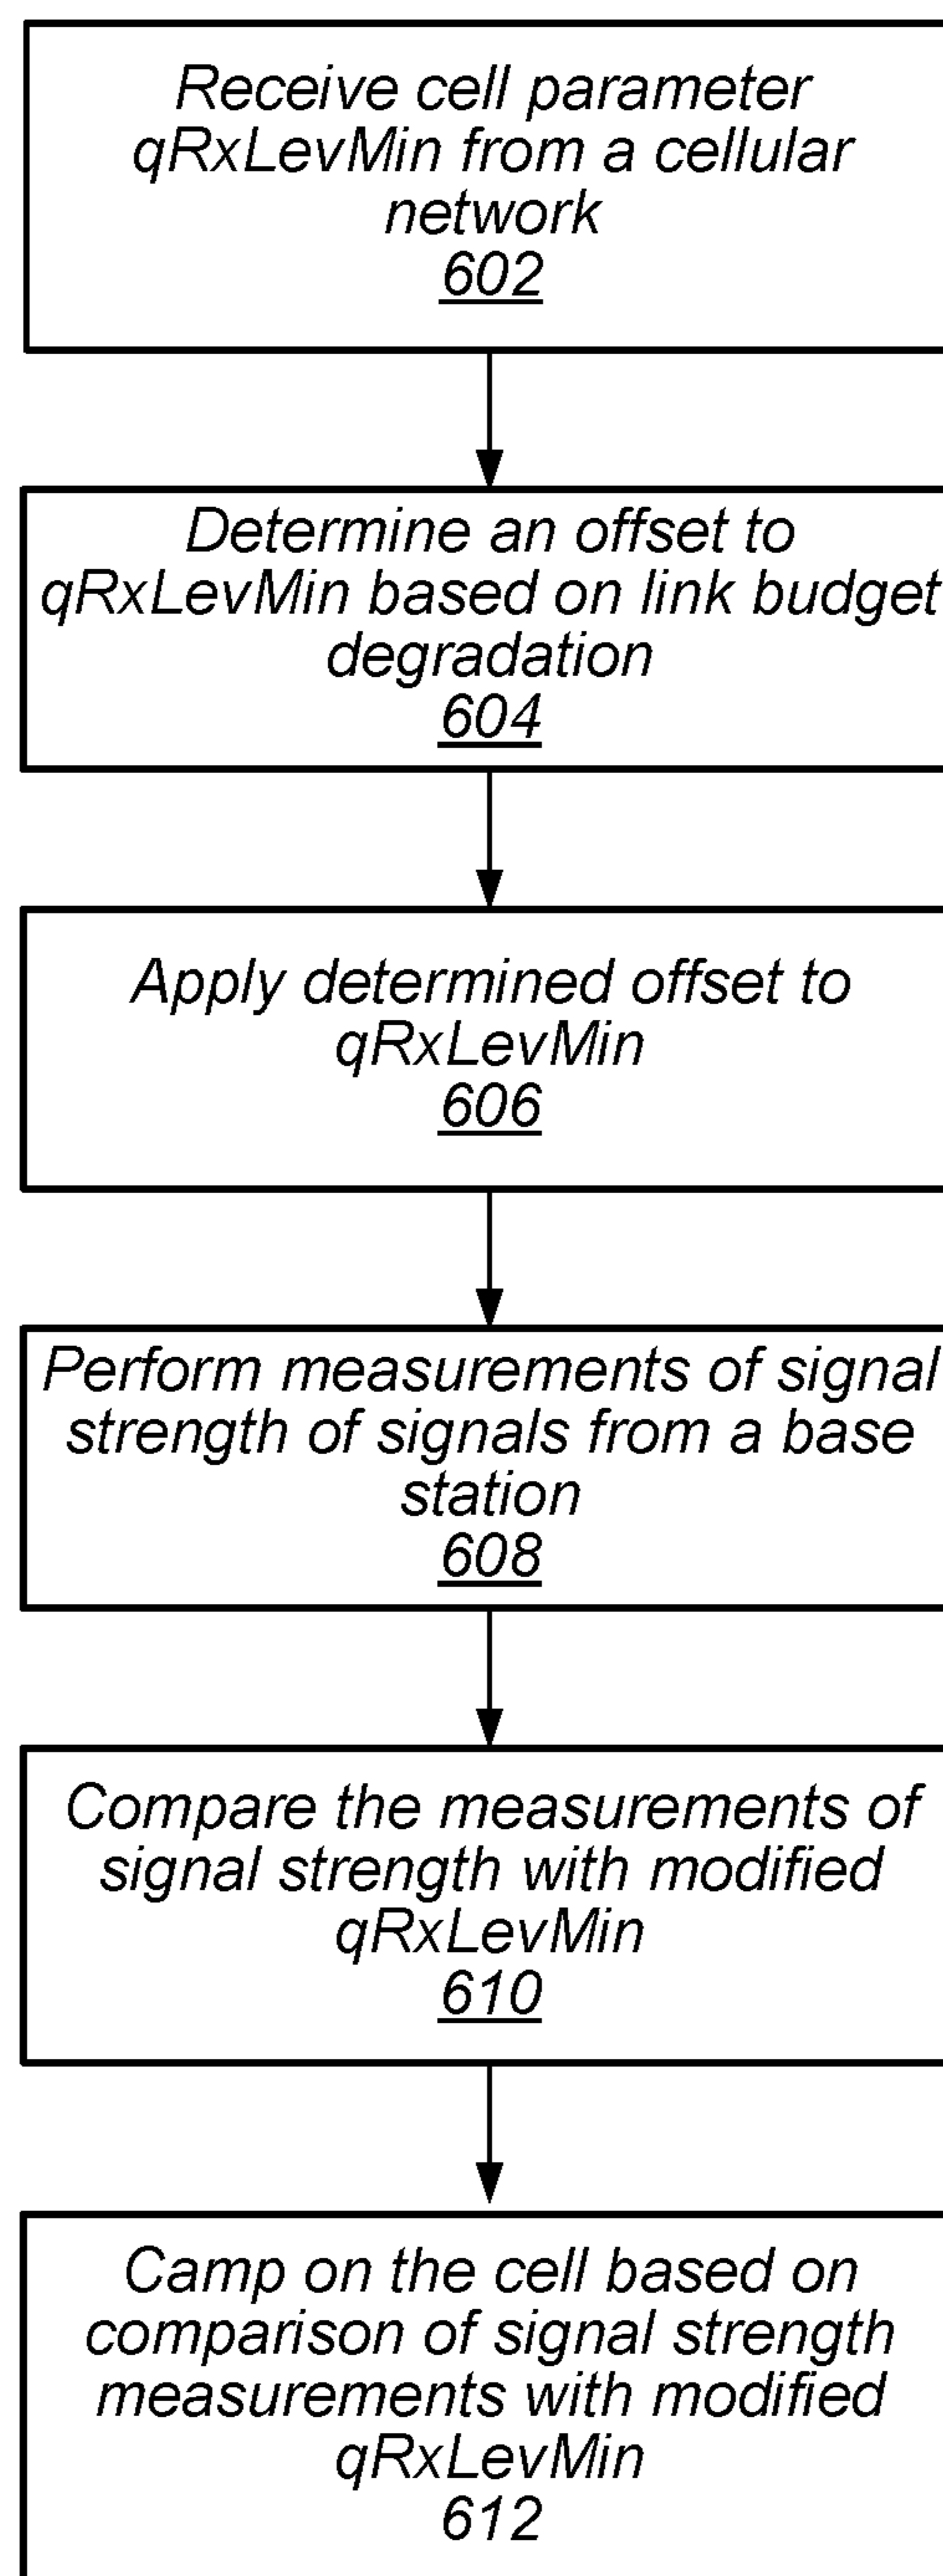 Receive cell parameter
qRxLevMin from a cellular
network
602
Determine an offset to
qRxLevMin based on link budget
degradation
604
Apply determined offset to
qRxLevMin
606
Perform measurements of signal
strength of signals from a base
station
608
Compare the measurements of
signal strength with modified
qRxLevMin
610
Camp on the cell based on
comparison of signal strength
measurements with modified
qRxLevMin
612